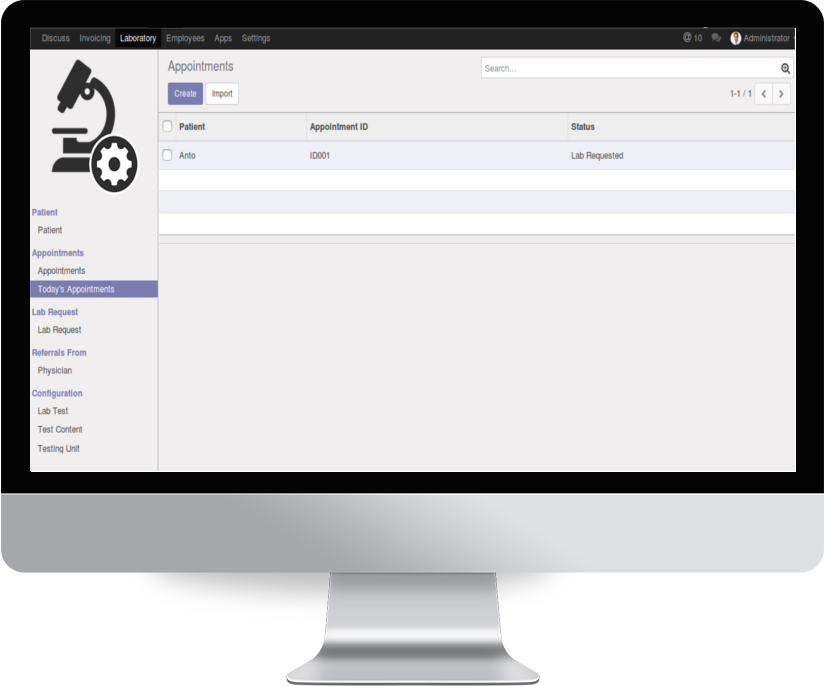 Discuss Invoicing Laboratory Employees Apps Settings @ 10 Administrator
Appointments
Search...
Create Import
1-1 / 1
Patient Appointment ID Status
Anto ID001 Lab Requested
Patient
Patient
Appointments
Appointments
Today's Appointments
Lab Request
Lab Request
Referrals From
Physician
Configuration
Lab Test
Test Content
Testing Unit